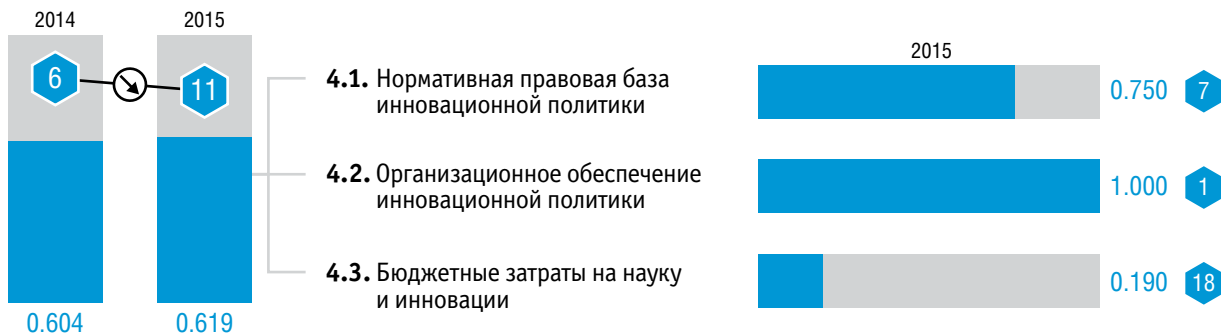 2014
2015
6
11
0.604
0.619
4.1. Нормативная правовая база
инновационной политики
4.2. Организационное обеспечение
инновационной политики
4.3. Бюджетные затраты на науку
и инновации
2015
0.750 7
1.000 1
0.190 18